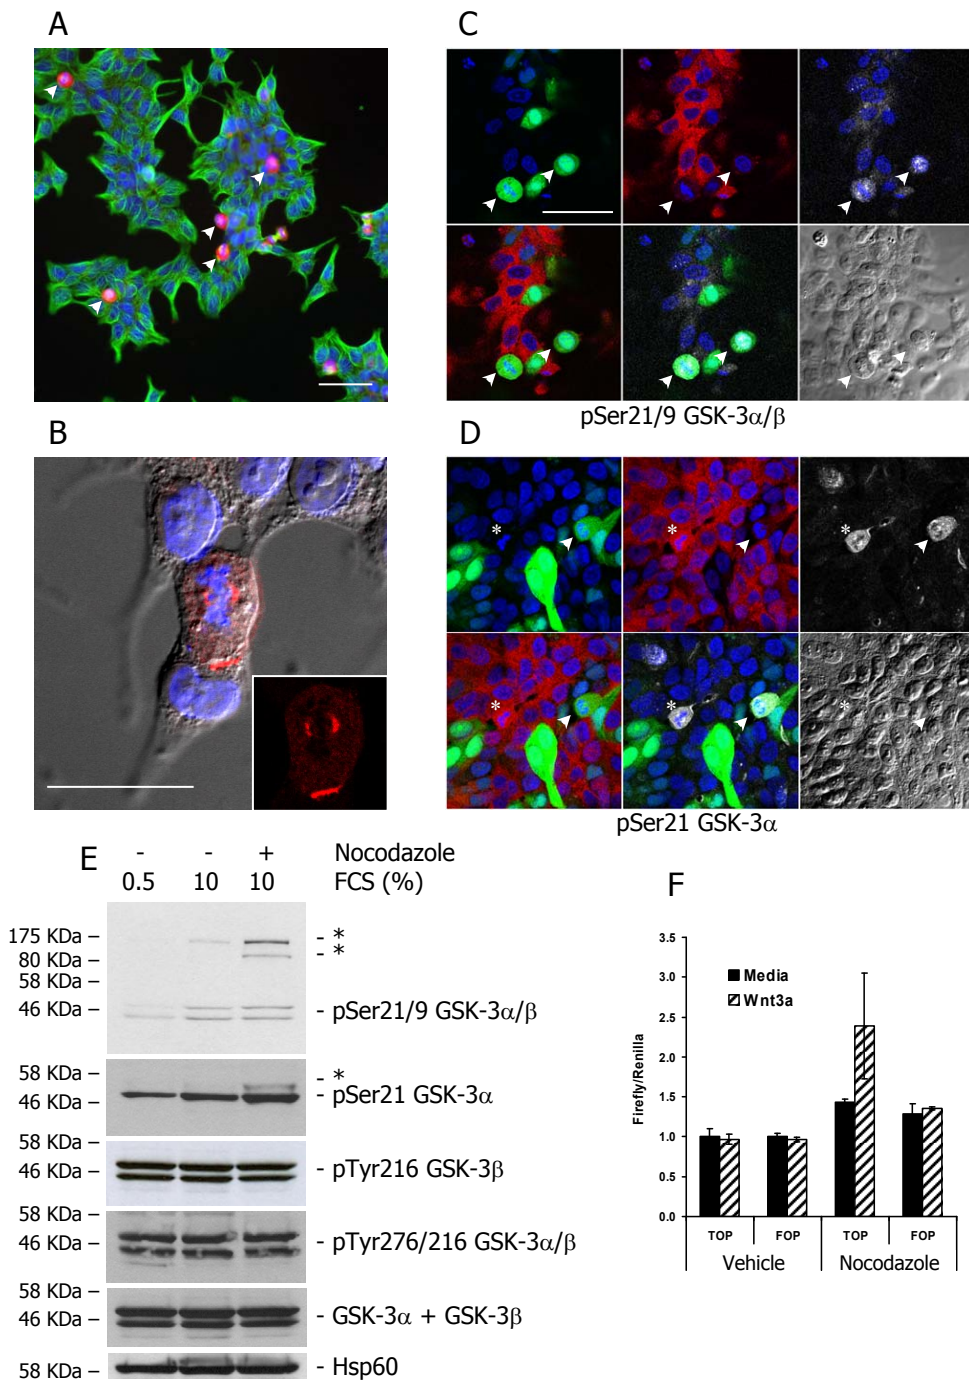 A
C
pSer21/9 GSK-3α/β
B
D
* * *
* * *
pSer21 GSK-3α
E
- - + Nocodazole
0.5 10 10 FCS (%)
175 KDa – - *
80 KDa – - *
58 KDa –
46 KDa – - pSer21/9 GSK-3α/β
58 KDa – - *
46 KDa – - pSer21 GSK-3α
58 KDa –
46 KDa – - pTyr216 GSK-3β
58 KDa –
46 KDa – - pTyr276/216 GSK-3α/β
58 KDa –
46 KDa – - GSK-3α + GSK-3β
58 KDa – - Hsp60
F
3.5
3.0
2.5
2.0
1.5
1.0
0.5
0.0
Firefly/Renilla
Media
Wnt3a
TOP FOP TOP FOP
Vehicle Nocodazole